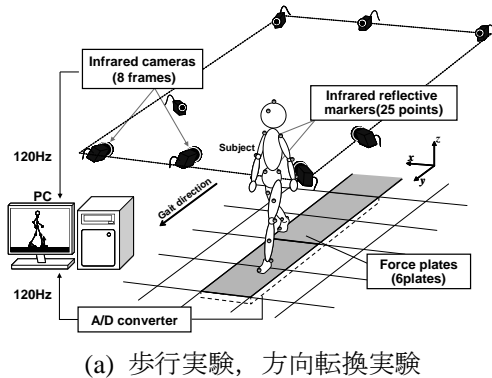 Infrared cameras
(8 frames)
Infrared reflective
markers(25 points)
Subject
120Hz
z
x
y
PC
Gait direction
Force plates
(6plates)
120Hz
A/D converter
(a) 歩行実験，方向転換実験